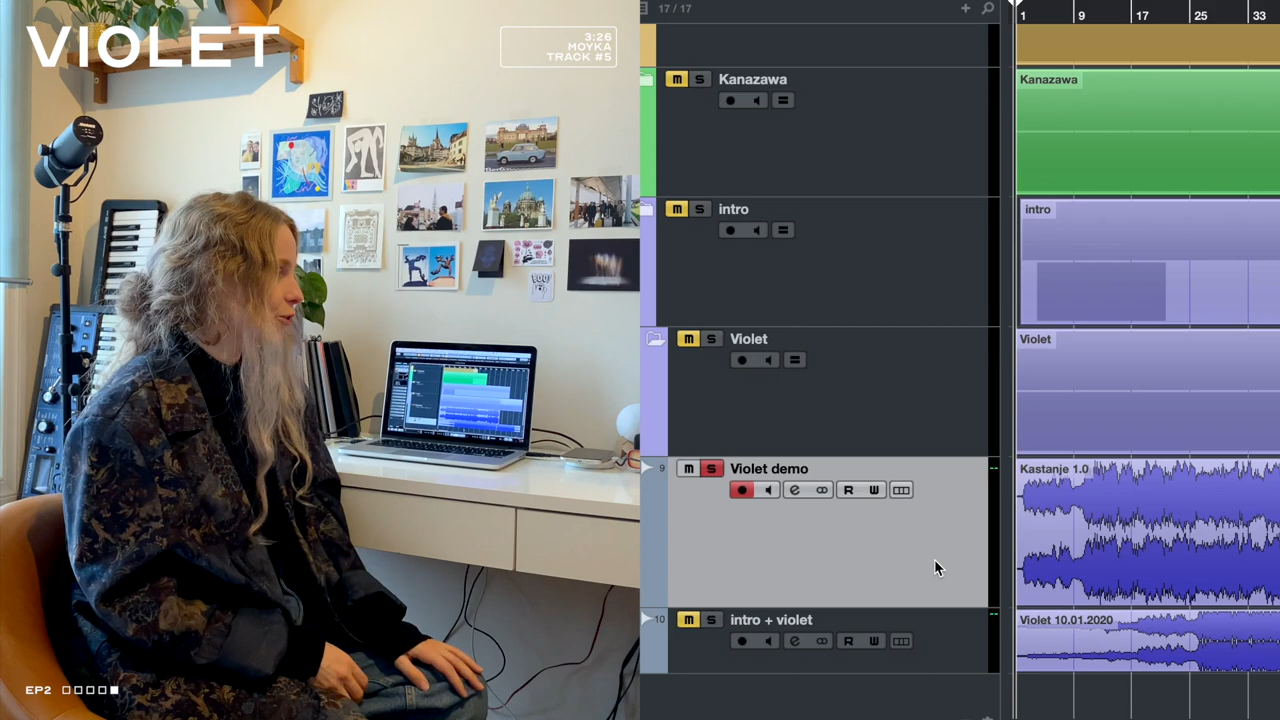 VIOLET
3:26
MOYKA
TRACK #5
EP2
17 / 17
1 9 17 25 33
M S Kanazawa
Kanazawa
M S intro
intro
M S Violet
Violet
9 M S Violet demo
R W
Kastanje 1.0
10 M S intro + violet
R W
Violet 10.01.2020